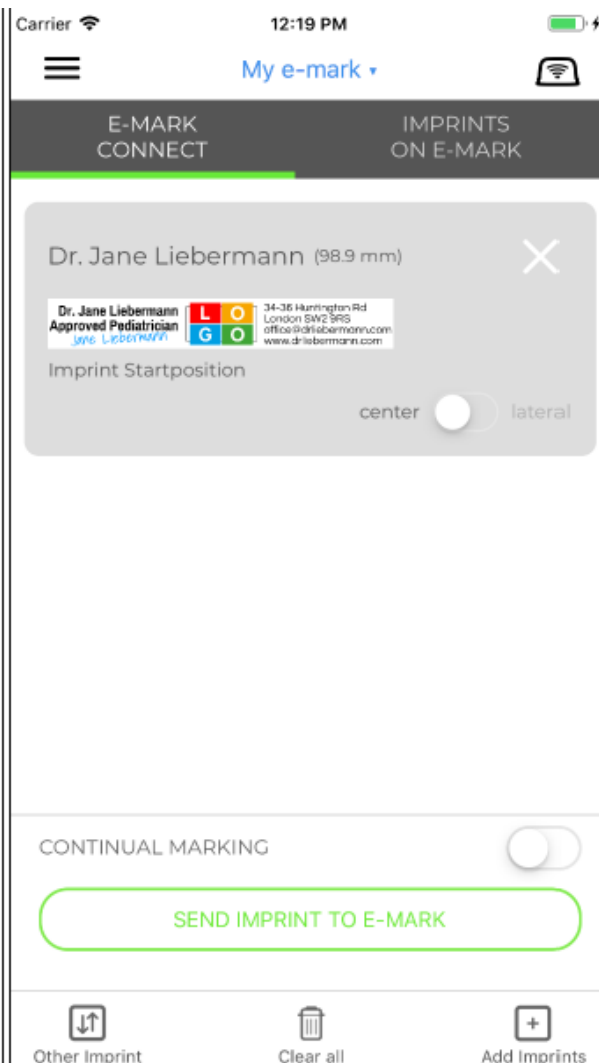 Carrier 12:19 PM
My e-mark ▾
E-MARK
CONNECT
IMPRINTS
ON E-MARK
Dr. Jane Liebermann (98.9 mm)
Dr. Jane Liebermann
Approved Pediatrician
Jane Liebermann
L O
G O
34-36 Huntington Rd
London SW2 9RS
office@drliebermann.com
www.drliebermann.com
Imprint Startposition
center lateral
CONTINUAL MARKING
SEND IMPRINT TO E-MARK
Other Imprint Clear all Add Imprints